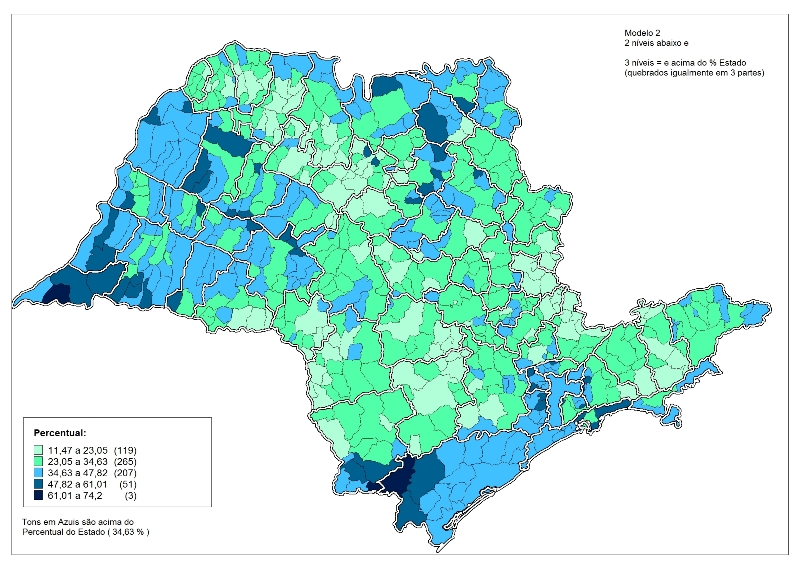 Modelo 2
2 níveis abaixo e
3 níveis = e acima do % Estado
(quebrados igualmente em 3 partes)
Percentual:
11,47 a 23,05 (119)
23,05 a 34,63 (265)
34,63 a 47,82 (207)
47,82 a 61,01 (51)
61,01 a 74,2 (3)
Tons em Azuis são acima do
Percentual do Estado ( 34,63 % )